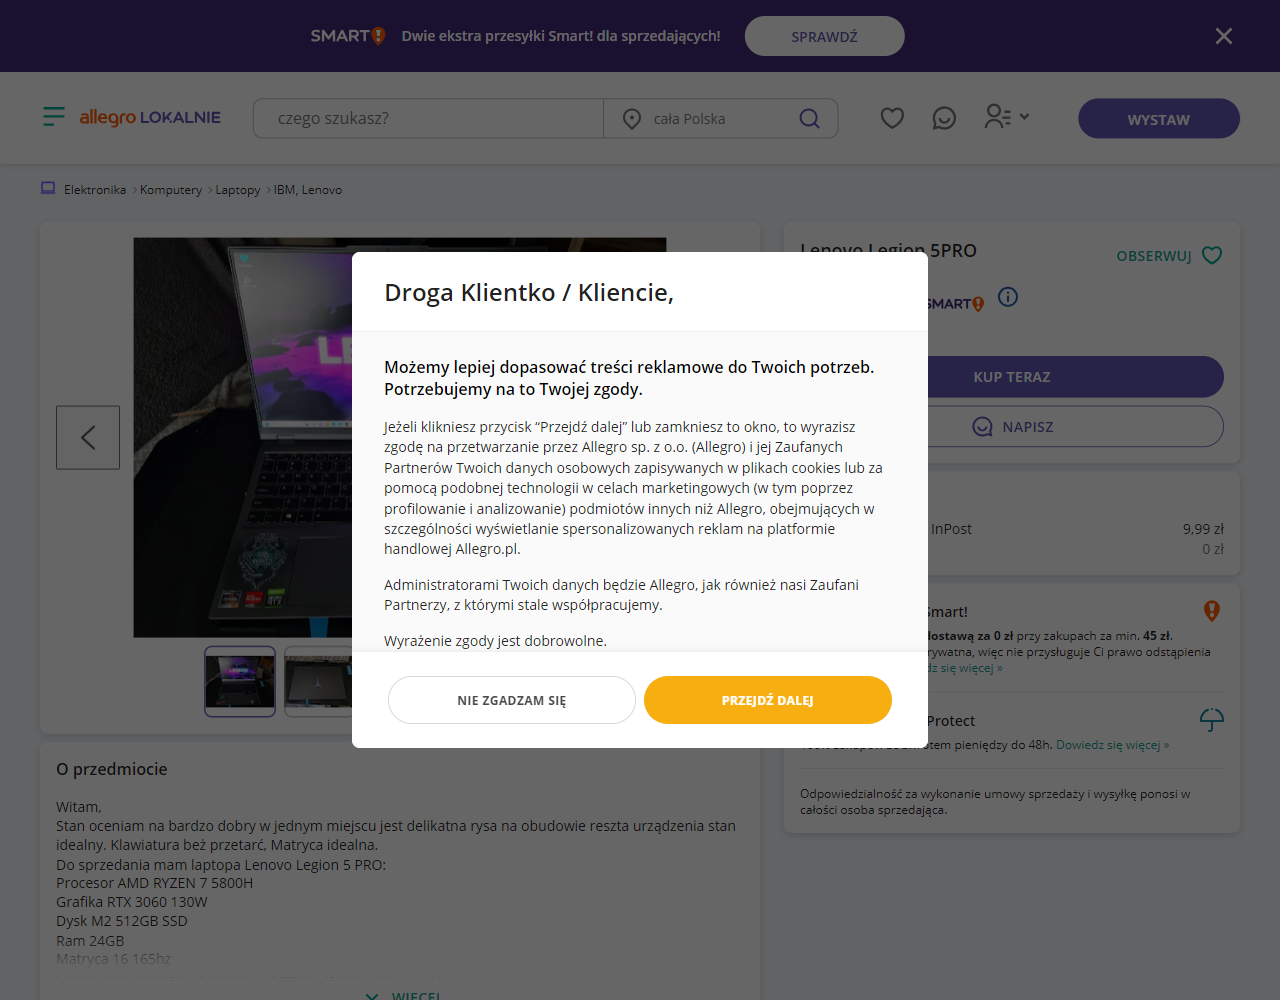 SMART! Dwie ekstra przesyłki Smart! dla sprzedających! SPRAWDŹ
allegro LOKALNIE czego szukasz? cała Polska WYSTAW
Elektronika Komputery Laptopy IBM, Lenovo
Lenovo Legion 5PRO
OBSERWUJ
SMART!
KUP TERAZ
NAPISZ
InPost 9,99 zł
0 zł
Smart!
dostawą za 0 zł przy zakupach za min. 45 zł.
rywatna, więc nie przysługuje Ci prawo odstąpienia
dz się więcej »
Protect
pieniędzy do 48h. Dowiedz się więcej »
Odpowiedzialność za wykonanie umowy sprzedaży i wysyłkę ponosi w
całości osoba sprzedająca.
Droga Klientko / Kliencie,
Możemy lepiej dopasować treści reklamowe do Twoich potrzeb.
Potrzebujemy na to Twojej zgody.
Jeżeli klikniesz przycisk “Przejdź dalej” lub zamkniesz to okno, to wyrazisz
zgodę na przetwarzanie przez Allegro sp. z o.o. (Allegro) i jej Zaufanych
Partnerów Twoich danych osobowych zapisywanych w plikach cookies lub za
pomocą podobnej technologii w celach marketingowych (w tym poprzez
profilowanie i analizowanie) podmiotów innych niż Allegro, obejmujących w
szczególności wyświetlanie spersonalizowanych reklam na platformie
handlowej Allegro.pl.
Administratorami Twoich danych będzie Allegro, jak również nasi Zaufani
Partnerzy, z którymi stale współpracujemy.
Wyrażenie zgody jest dobrowolne.
NIE ZGADZAM SIĘ PRZEJDŹ DALEJ
O przedmiocie
Witam,
Stan oceniam na bardzo dobry w jednym miejscu jest delikatna rysa na obudowie reszta urządzenia stan
idealny. Klawiatura beż przetarć, Matryca idealna.
Do sprzedania mam laptopa Lenovo Legion 5 PRO:
Procesor AMD RYZEN 7 5800H
Grafika RTX 3060 130W
Dysk M2 512GB SSD
Ram 24GB
Matryca 16 165hz
WIĘCEJ